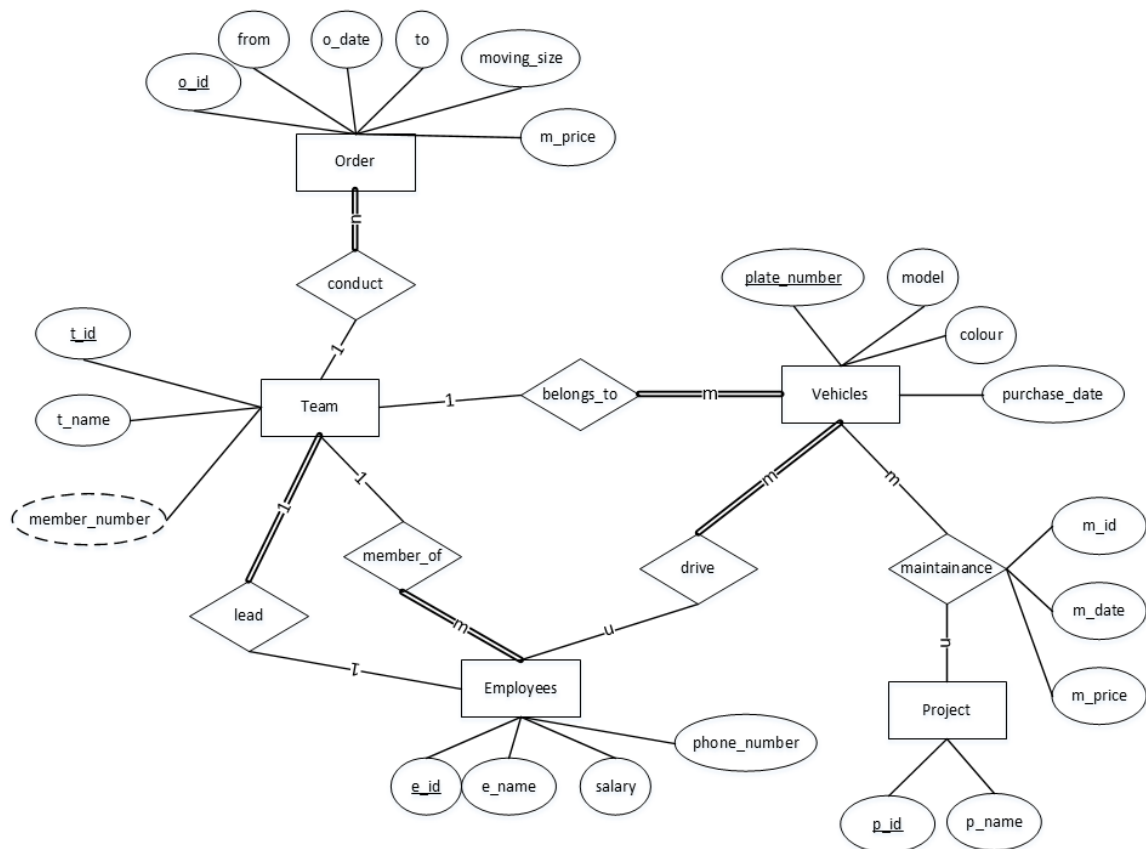 from
o_date
to
moving_size
o_id
m_price
Order
n
conduct
1
plate_number
model
colour
t_id
Team
1
belongs_to
m
Vehicles
purchase_date
t_name
member_number
1
1
m
m
m_id
member_of
drive
maintainance
lead
m
n
m_date
n
1
Employees
Project
m_price
phone_number
e_id
e_name
salary
p_id
p_name